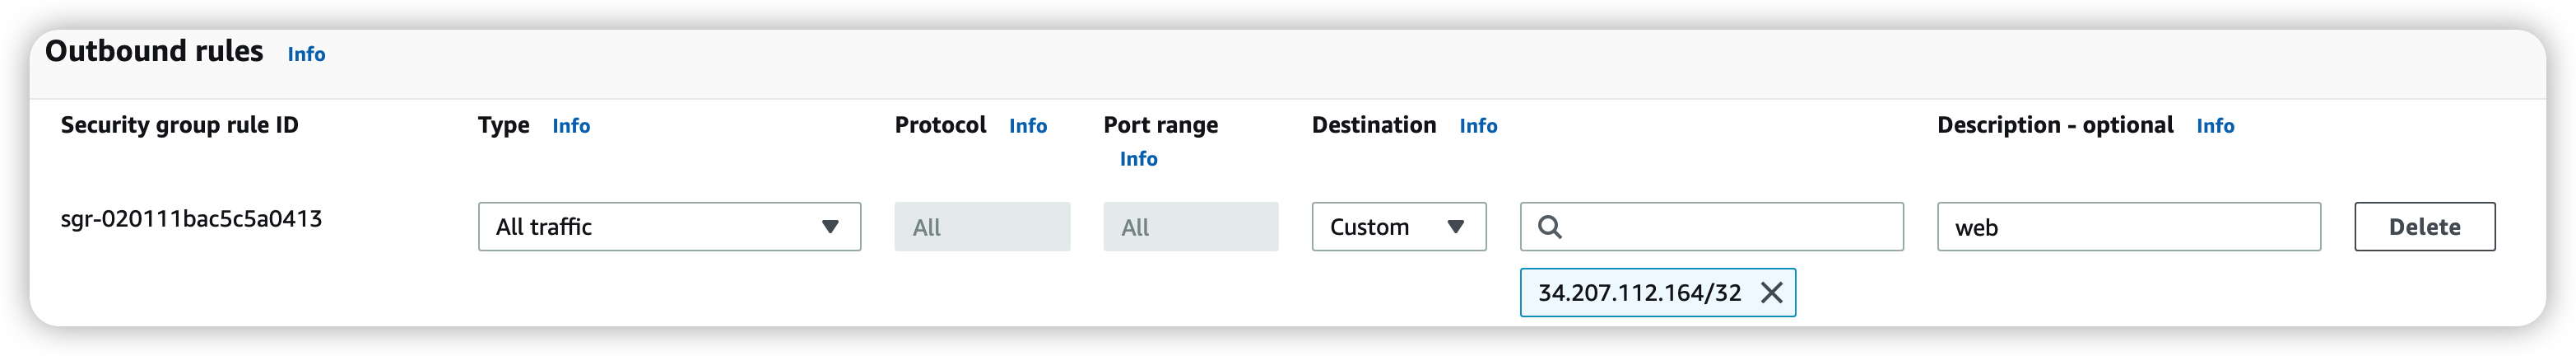 Outbound rules Info
Security group rule ID Type Info Protocol Info Port range Info Destination Info Description - optional Info
sgr-020111bac5c5a0413 All traffic All All Custom web Delete
34.207.112.164/32